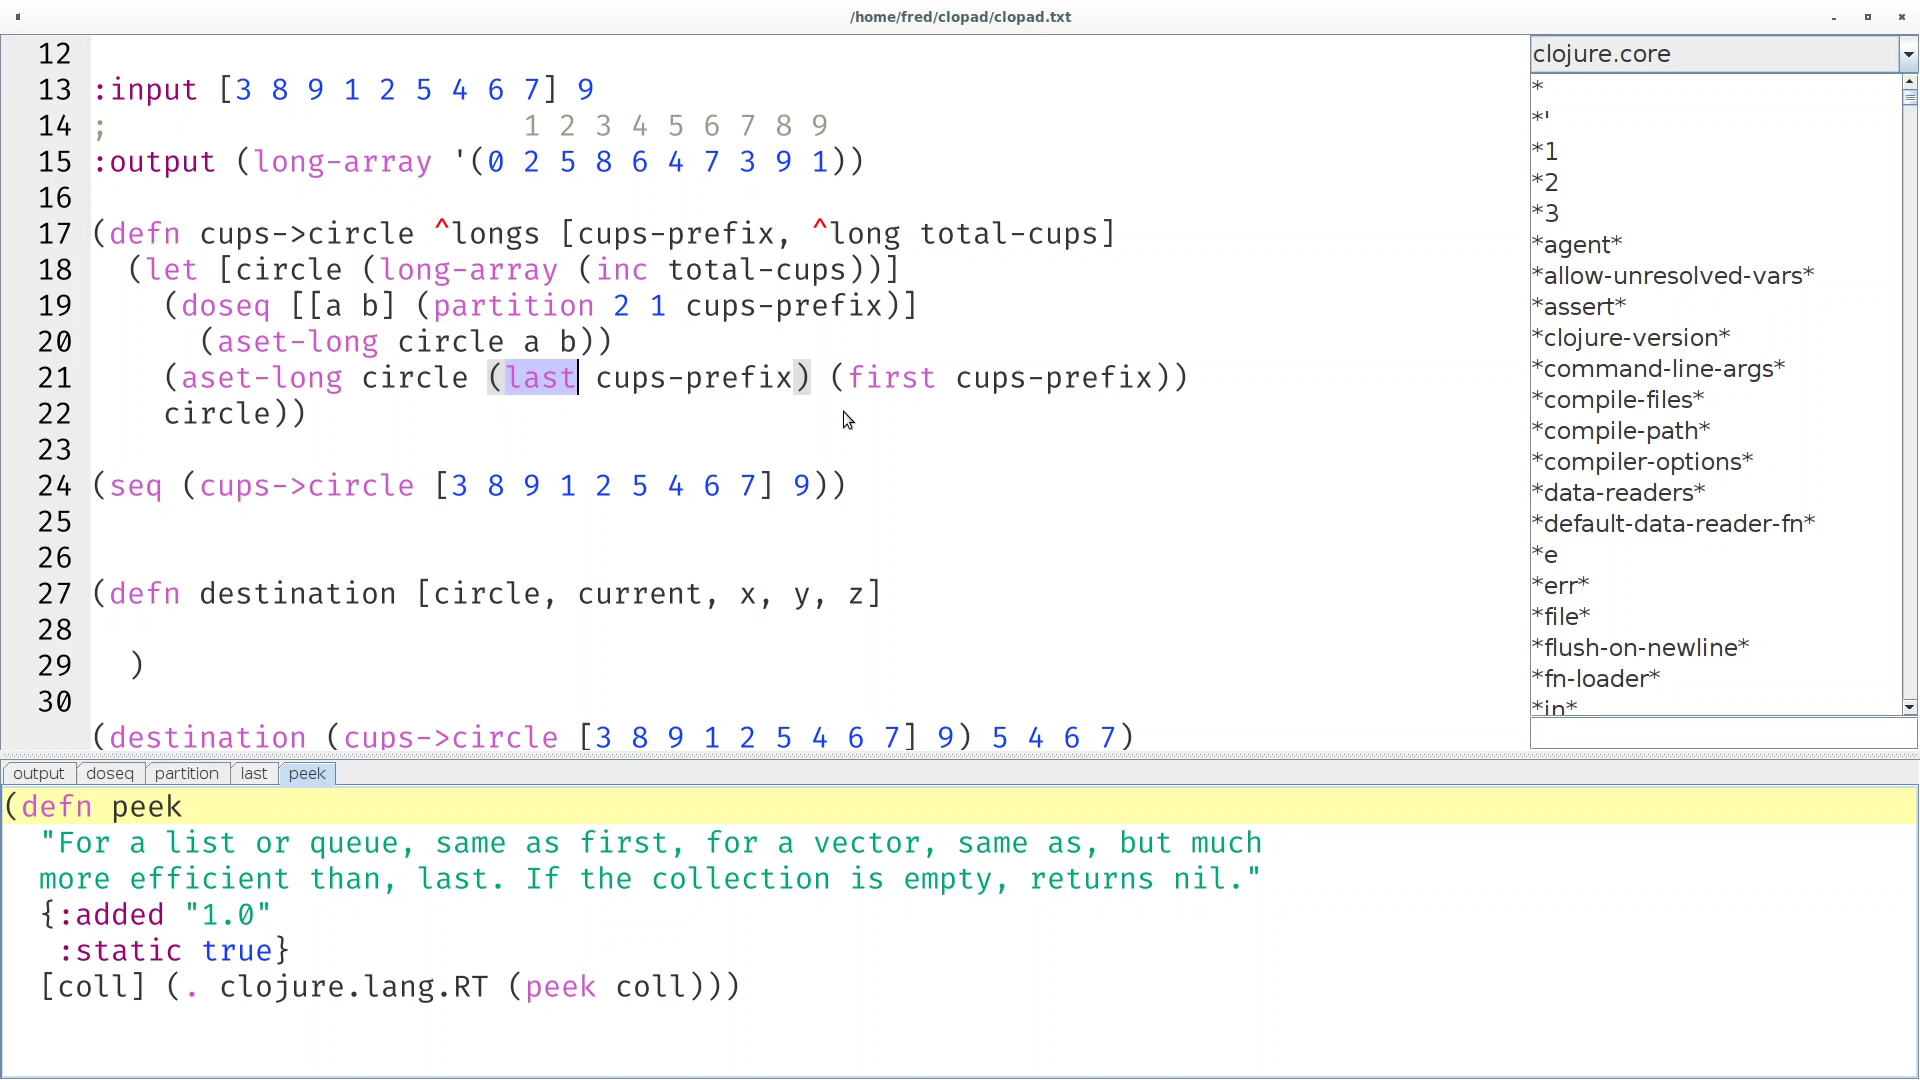 /home/fred/clopad/clopad.txt
12
13 :input [3 8 9 1 2 5 4 6 7] 9
14 ;                       1 2 3 4 5 6 7 8 9
15 :output (long-array '(0 2 5 8 6 4 7 3 9 1))
16
17 (defn cups->circle ^longs [cups-prefix, ^long total-cups]
18   (let [circle (long-array (inc total-cups))]
19     (doseq [[a b] (partition 2 1 cups-prefix)]
20       (aset-long circle a b))
21     (aset-long circle (last cups-prefix) (first cups-prefix))
22     circle))
23
24 (seq (cups->circle [3 8 9 1 2 5 4 6 7] 9))
25
26
27 (defn destination [circle, current, x, y, z]
28
29   )
30
(destination (cups->circle [3 8 9 1 2 5 4 6 7] 9) 5 4 6 7)
clojure.core
*
*'
*1
*2
*3
*agent*
*allow-unresolved-vars*
*assert*
*clojure-version*
*command-line-args*
*compile-files*
*compile-path*
*compiler-options*
*data-readers*
*default-data-reader-fn*
*e
*err*
*file*
*flush-on-newline*
*fn-loader*
*in*
output doseq partition last peek
(defn peek
  "For a list or queue, same as first, for a vector, same as, but much
  more efficient than, last. If the collection is empty, returns nil."
  {:added "1.0"
   :static true}
  [coll] (. clojure.lang.RT (peek coll)))